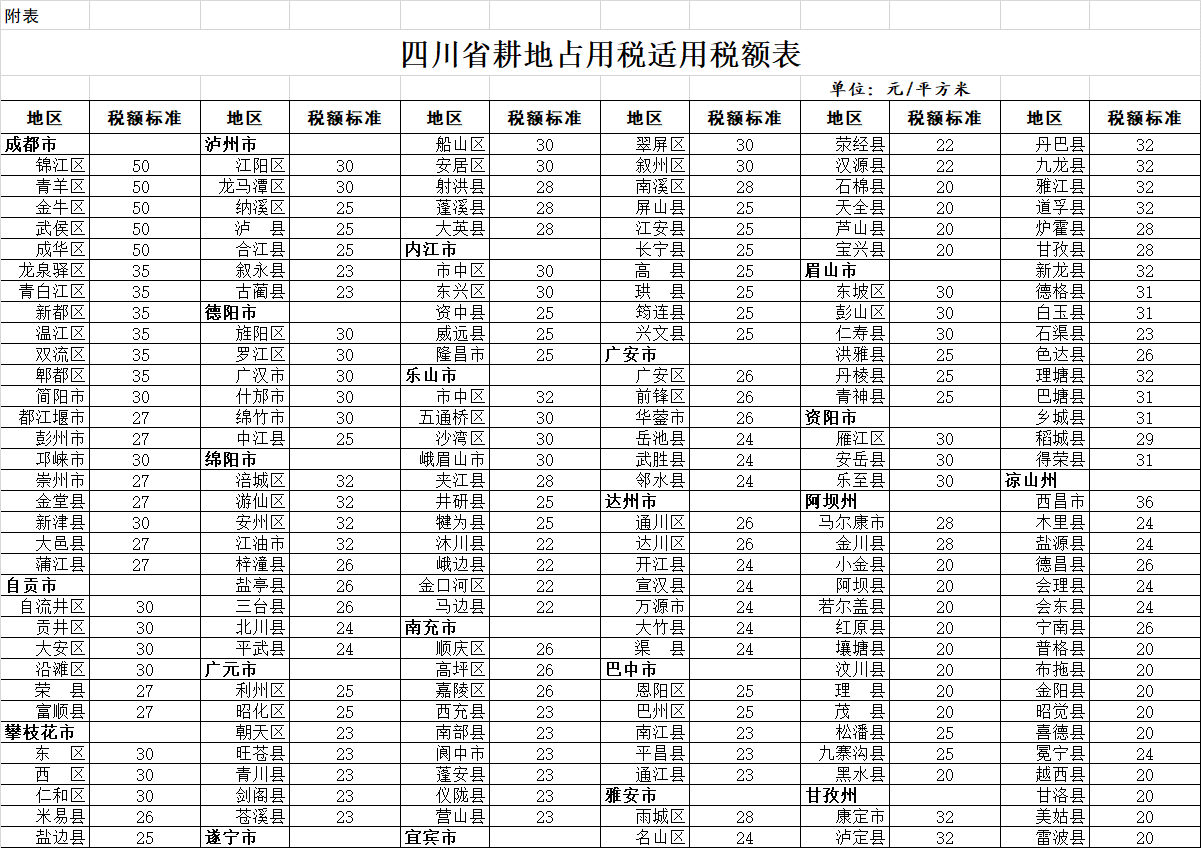 附表
四川省耕地占用税适用税额表
单位：元/平方米
地区 税额标准 地区 税额标准 地区 税额标准 地区 税额标准 地区 税额标准 地区 税额标准
成都市 泸州市 船山区 30 翠屏区 30 荥经县 22 丹巴县 32
锦江区 50 江阳区 30 安居区 30 叙州区 30 汉源县 22 九龙县 32
青羊区 50 龙马潭区 30 射洪县 28 南溪区 28 石棉县 20 雅江县 32
金牛区 50 纳溪区 25 蓬溪县 28 屏山县 25 天全县 20 道孚县 32
武侯区 50 泸　县 25 大英县 28 江安县 25 芦山县 20 炉霍县 28
成华区 50 合江县 25 内江市 长宁县 25 宝兴县 20 甘孜县 28
龙泉驿区 35 叙永县 23 市中区 30 高　县 25 眉山市 新龙县 32
青白江区 35 古蔺县 23 东兴区 30 珙　县 25 东坡区 30 德格县 31
新都区 35 德阳市 资中县 25 筠连县 25 彭山区 30 白玉县 31
温江区 35 旌阳区 30 威远县 25 兴文县 25 仁寿县 30 石渠县 23
双流区 35 罗江区 30 隆昌市 25 广安市 洪雅县 25 色达县 26
郫都区 35 广汉市 30 乐山市 广安区 26 丹棱县 25 理塘县 32
简阳市 30 什邡市 30 市中区 32 前锋区 26 青神县 25 巴塘县 31
都江堰市 27 绵竹市 30 五通桥区 30 华蓥市 26 资阳市 乡城县 31
彭州市 27 中江县 25 沙湾区 30 岳池县 24 雁江区 30 稻城县 29
邛崃市 30 绵阳市 峨眉山市 30 武胜县 24 安岳县 30 得荣县 31
崇州市 27 涪城区 32 夹江县 28 邻水县 24 乐至县 30 凉山州
金堂县 27 游仙区 32 井研县 25 达州市 阿坝州 西昌市 36
新津县 30 安州区 32 犍为县 25 通川区 26 马尔康市 28 木里县 24
大邑县 27 江油市 32 沐川县 22 达川区 26 金川县 28 盐源县 24
蒲江县 27 梓潼县 26 峨边县 22 开江县 24 小金县 20 德昌县 26
自贡市 盐亭县 26 金口河区 22 宣汉县 24 阿坝县 20 会理县 24
自流井区 30 三台县 26 马边县 22 万源市 24 若尔盖县 20 会东县 24
贡井区 30 北川县 24 南充市 大竹县 24 红原县 20 宁南县 26
大安区 30 平武县 24 顺庆区 26 渠　县 24 壤塘县 20 普格县 20
沿滩区 30 广元市 高坪区 26 巴中市 汶川县 20 布拖县 20
荣　县 27 利州区 25 嘉陵区 26 恩阳区 25 理　县 20 金阳县 20
富顺县 27 昭化区 25 西充县 23 巴州区 25 茂　县 20 昭觉县 20
攀枝花市 朝天区 23 南部县 23 南江县 23 松潘县 25 喜德县 20
东　区 30 旺苍县 23 阆中市 23 平昌县 23 九寨沟县 25 冕宁县 24
西　区 30 青川县 23 蓬安县 23 通江县 23 黑水县 20 越西县 20
仁和区 30 剑阁县 23 仪陇县 23 雅安市 甘孜州 甘洛县 20
米易县 26 苍溪县 23 营山县 23 雨城区 28 康定市 32 美姑县 20
盐边县 25 遂宁市 宜宾市 名山区 24 泸定县 32 雷波县 20